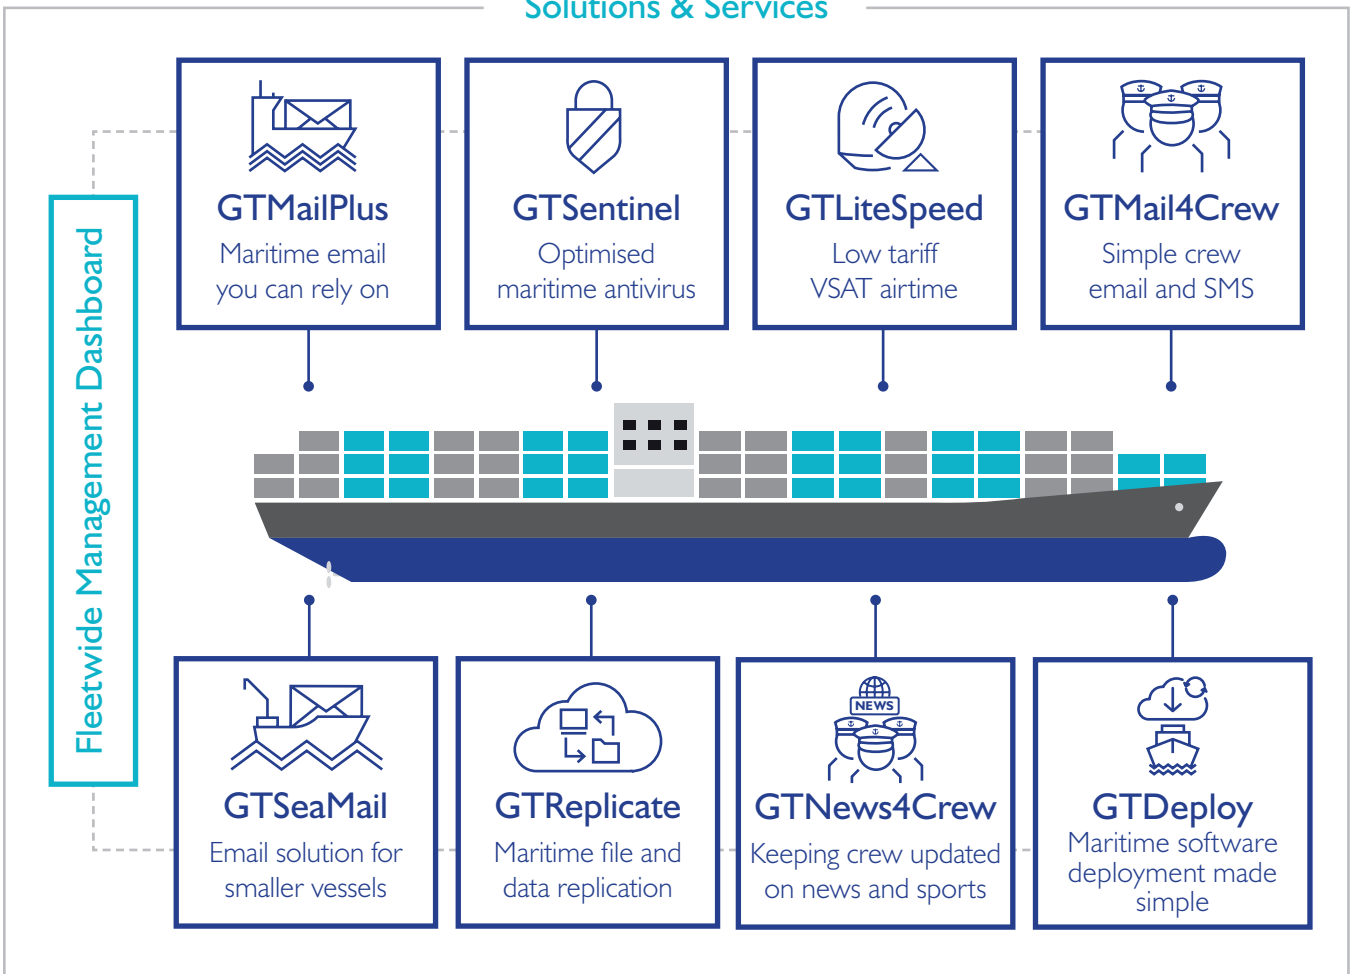 Solutions & Services
Fleetwide Management Dashboard
GTMailPlus
Maritime email
you can rely on
GTSentinel
Optimised
maritime antivirus
GTLiteSpeed
Low tariff
VSAT airtime
GTMail4Crew
Simple crew
email and SMS
GTSeaMail
Email solution for
smaller vessels
GTReplicate
Maritime file and
data replication
NEWS
GTNews4Crew
Keeping crew updated
on news and sports
GTDeploy
Maritime software
deployment made
simple